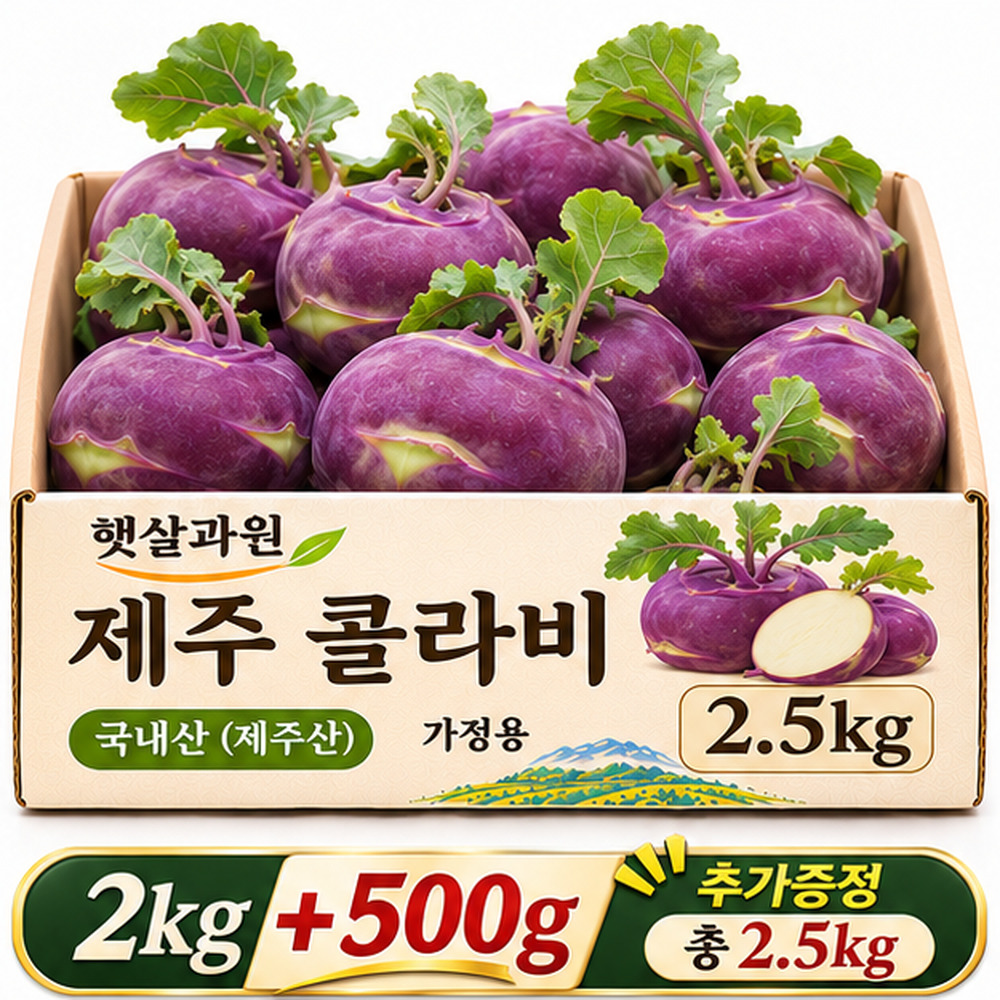 햇살과원
제주 콜라비
국내산 (제주산)
가정용
2.5kg
2kg
+500g
추가증정
총 2.5kg